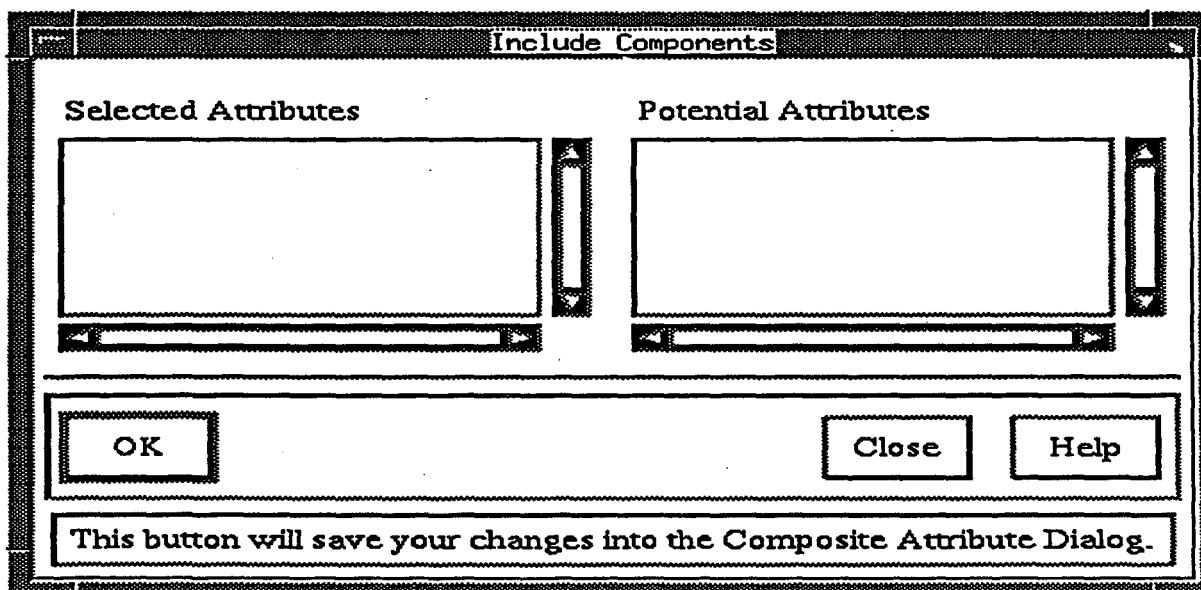 Include Components
Selected Attributes Potential Attributes
OK Close Help
This button will save your changes into the Composite Attribute Dialog.